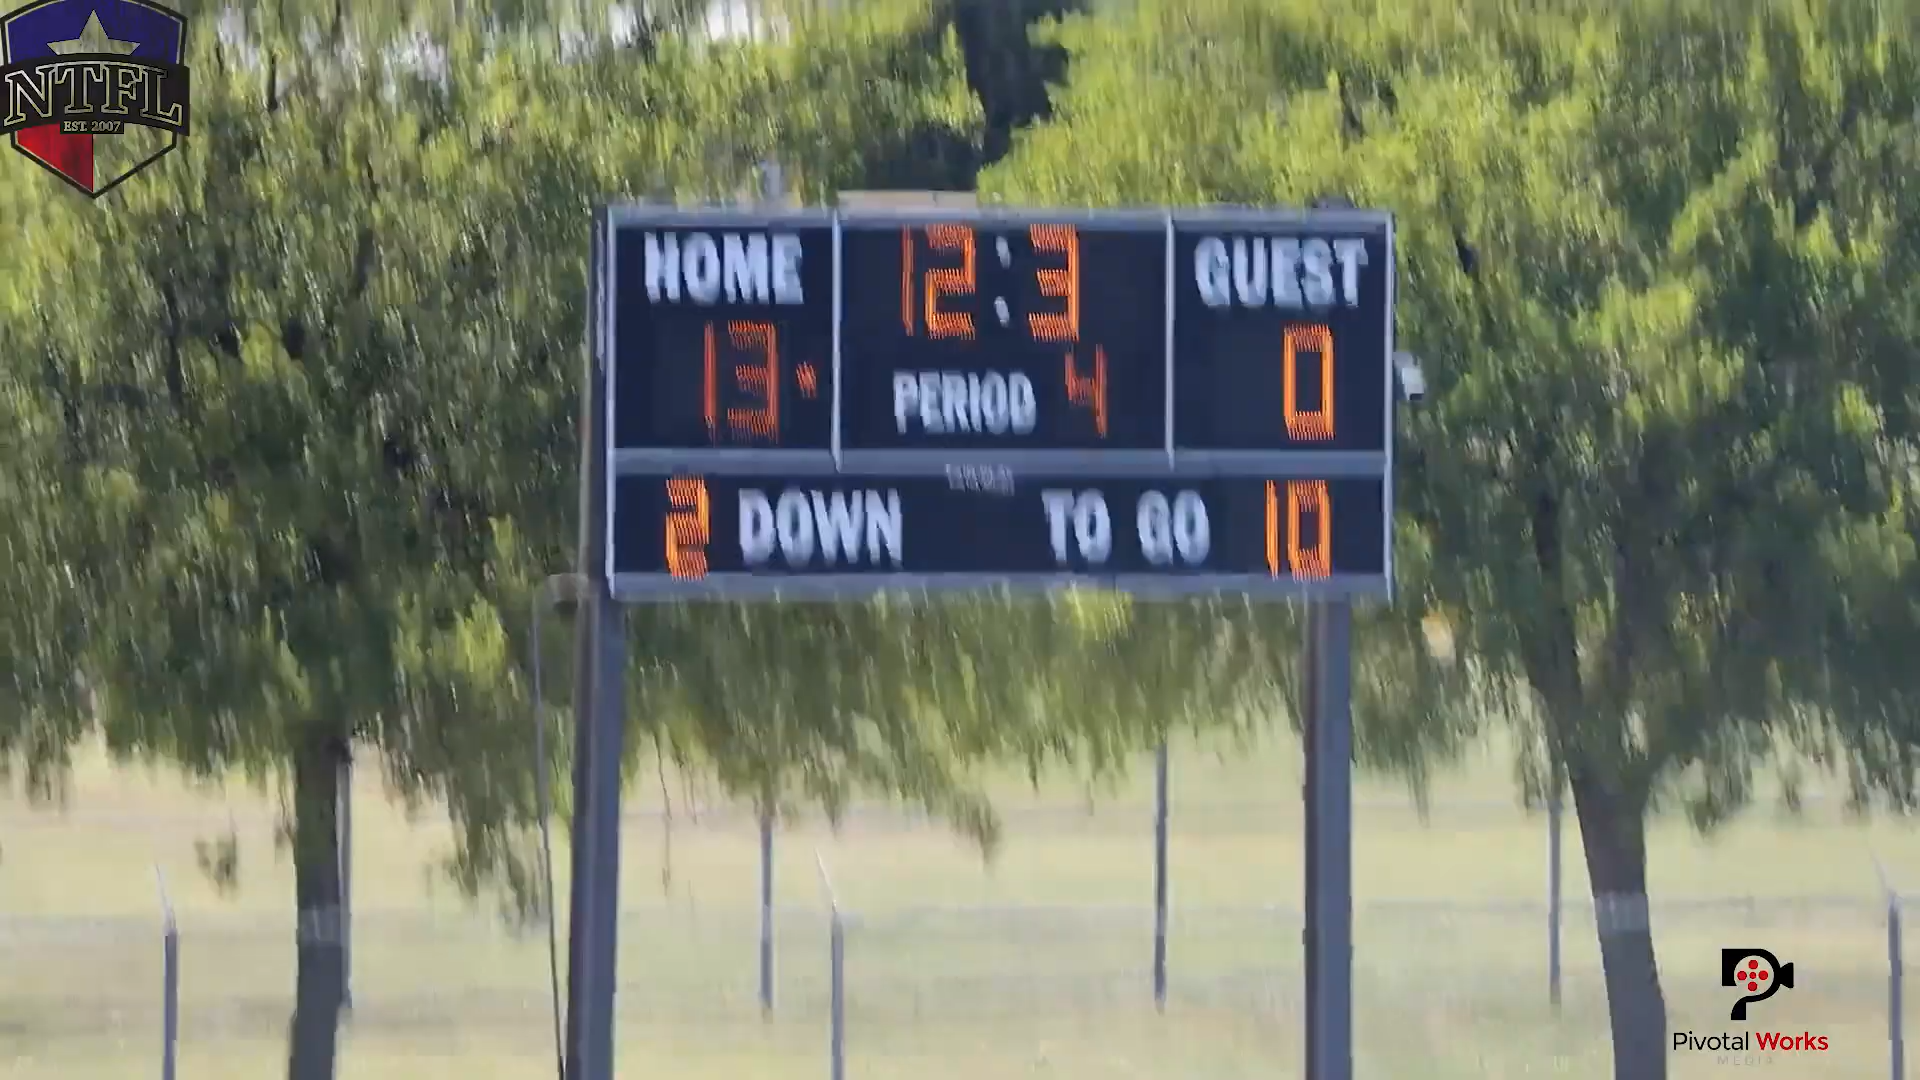 NTFL
EST. 2007
HOME 12:3 GUEST
13 PERIOD 4 0
2 DOWN TO GO 10
Pivotal Works
MEDIA